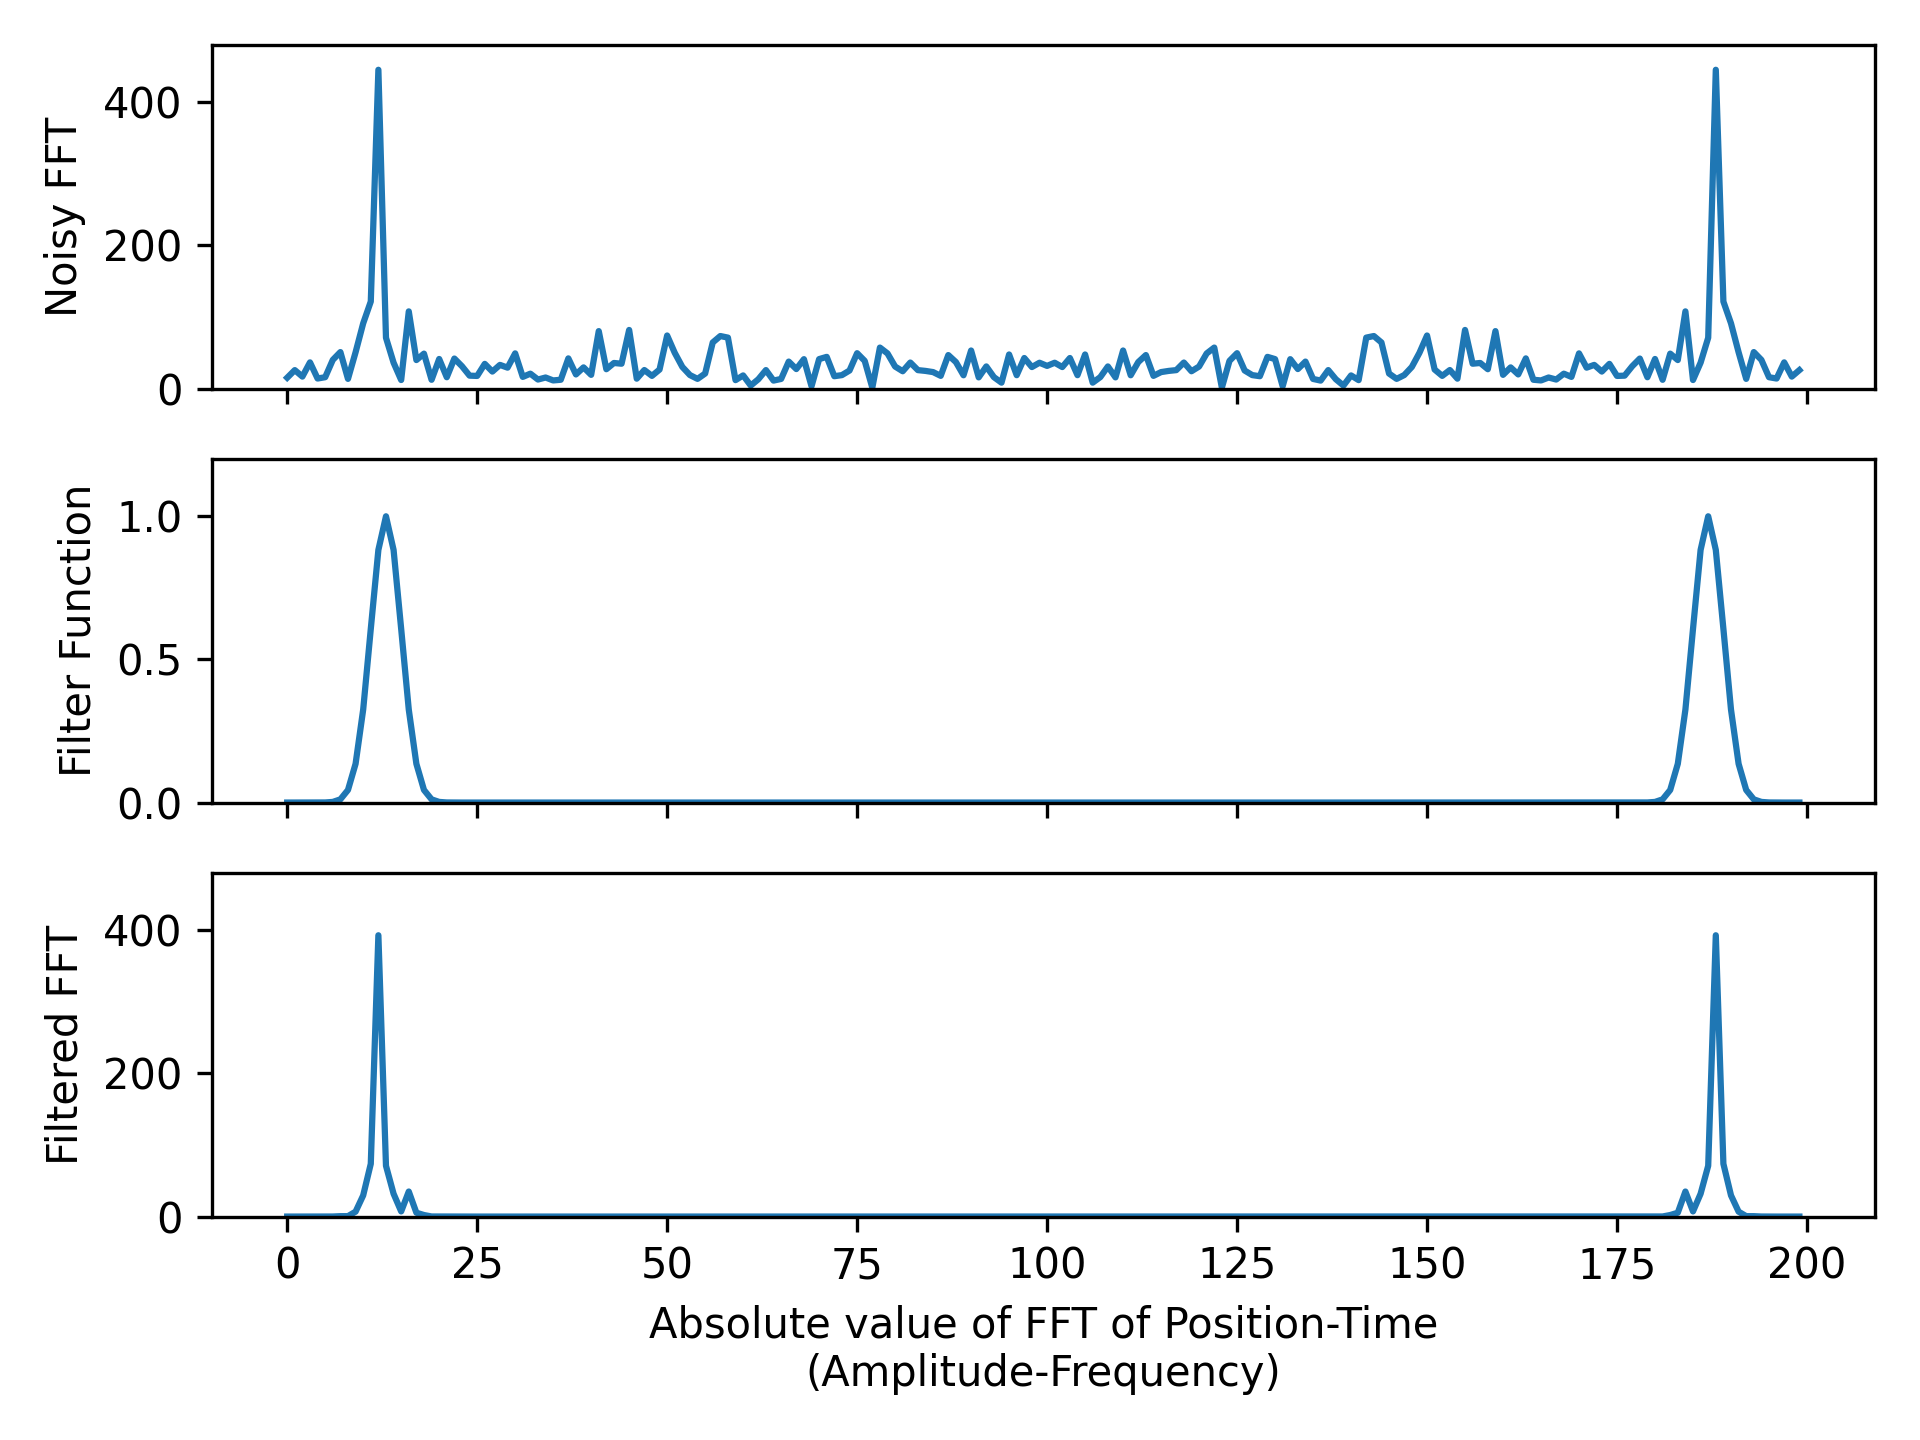 Noisy FFT
400
200
0
Filter Function
1.0
0.5
0.0
Filtered FFT
400
200
0
0 25 50 75 100 125 150 175 200
Absolute value of FFT of Position-Time
(Amplitude-Frequency)